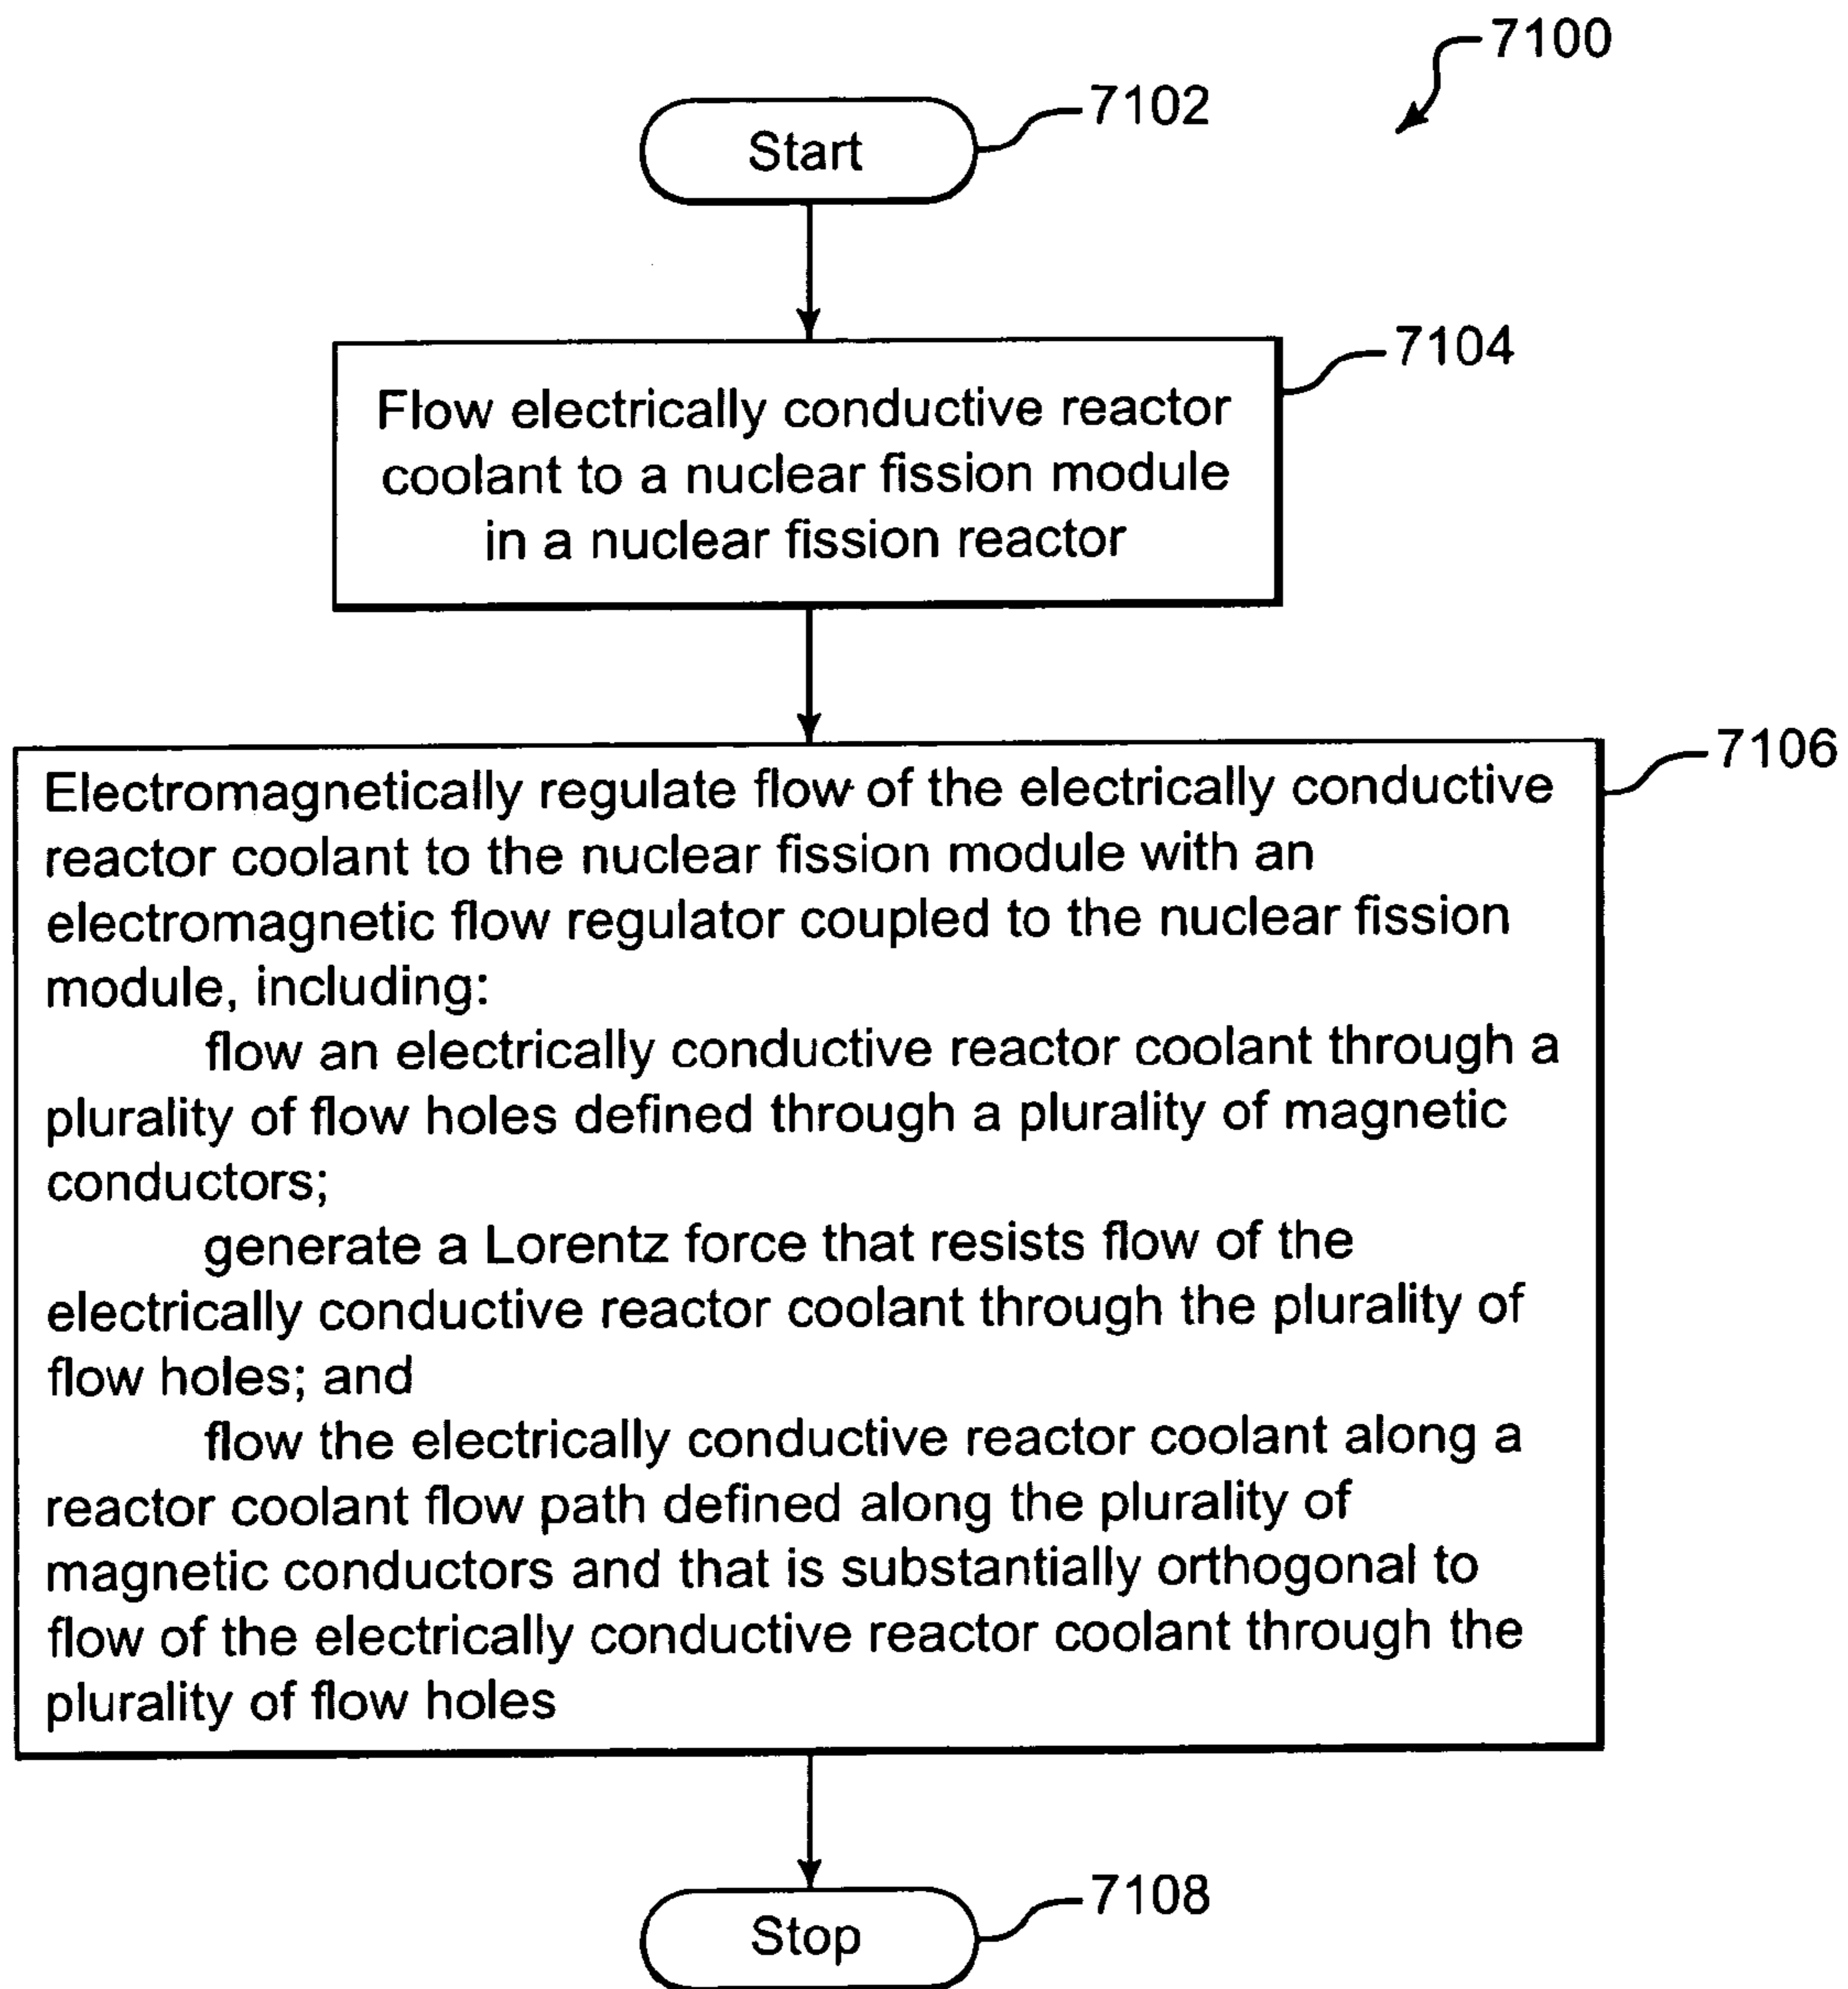 7100
7102
Start
7104
Flow electrically conductive reactor
coolant to a nuclear fission module
in a nuclear fission reactor
7106
Electromagnetically regulate flow of the electrically conductive
reactor coolant to the nuclear fission module with an
electromagnetic flow regulator coupled to the nuclear fission
module, including:
flow an electrically conductive reactor coolant through a
plurality of flow holes defined through a plurality of magnetic
conductors;
generate a Lorentz force that resists flow of the
electrically conductive reactor coolant through the plurality of
flow holes; and
flow the electrically conductive reactor coolant along a
reactor coolant flow path defined along the plurality of
magnetic conductors and that is substantially orthogonal to
flow of the electrically conductive reactor coolant through the
plurality of flow holes
7108
Stop